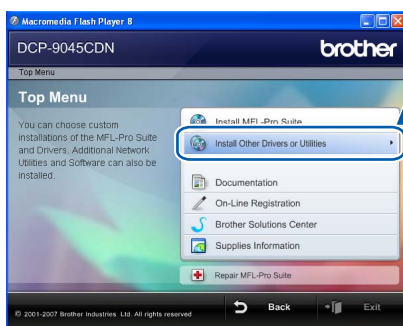 Macromedia Flash Player 8
DCP-9045CDN
brother
Top Menu
Top Menu
You can choose custom
installations of the MFL-Pro Suite
and Drivers. Additional Network
Utilities and Software can also be
installed.
Install MFL-Pro Suite
Install Other Drivers or Utilities
Documentation
On-Line Registration
Brother Solutions Center
Supplies Information
Repair MFL-Pro Suite
© 2001-2007 Brother Industries, Ltd. All rights reserved
Back
Exit